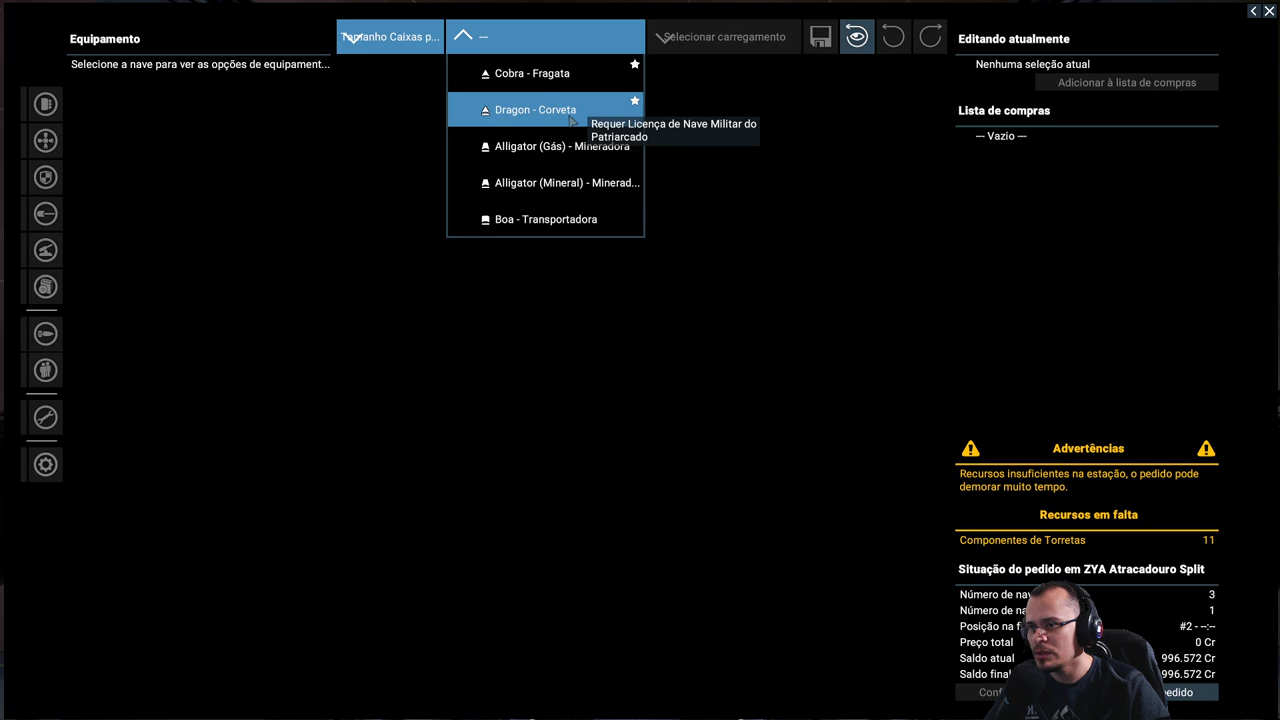 Equipamento
Selecione a nave para ver as opções de equipament...
Tamanho Caixas p...
—
Selecionar carregamento
Cobra - Fragata
Dragon - Corveta
Requer Licença de Nave Militar do
Patriarcado
Alligator (Gás) - Mineradora
Alligator (Mineral) - Minerad...
Boa - Transportadora
Editando atualmente
Nenhuma seleção atual
Adicionar à lista de compras
Lista de compras
— Vazio —
Advertências
Recursos insuficientes na estação, o pedido pode
demorar muito tempo.
Recursos em falta
Componentes de Torretas 11
Situação do pedido em ZYA Atracadouro Split
Número de 3
Número de 1
Posição na #2 - --:--
Preço total 0 Cr
Saldo atual 996.572 Cr
Saldo final 996.572 Cr
pedido